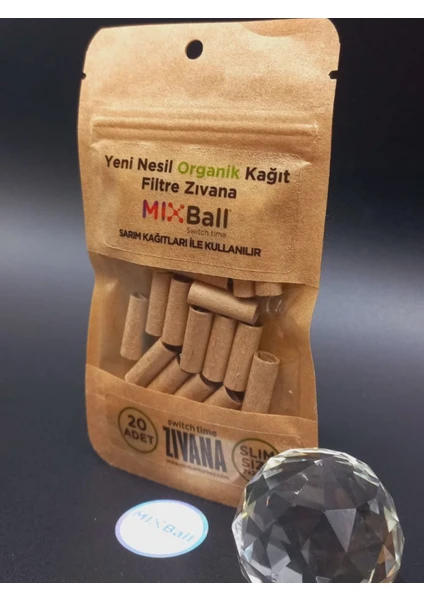 Yeni Nesil Organik Kağıt
Filtre Zıvana
MIXBall
Switch time
SARIM KAĞITLARI İLE KULLANILIR
20
ADET
switch time
ZIVANA
SLIM
MIXBall